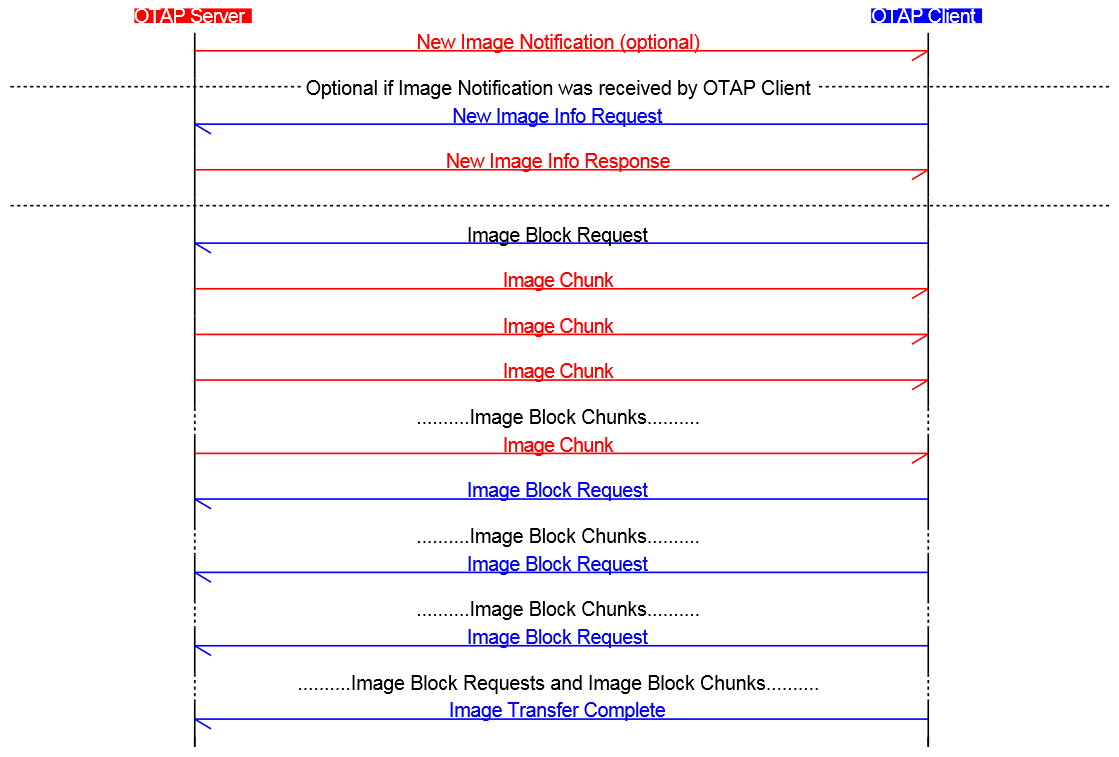 OTAP Server OTAP Client
New Image Notification (optional)
Optional if Image Notification was received by OTAP Client
New Image Info Request
New Image Info Response
Image Block Request
Image Chunk
Image Chunk
Image Chunk
..........Image Block Chunks..........
Image Chunk
Image Block Request
..........Image Block Chunks..........
Image Block Request
..........Image Block Chunks..........
Image Block Request
..........Image Block Requests and Image Block Chunks..........
Image Transfer Complete